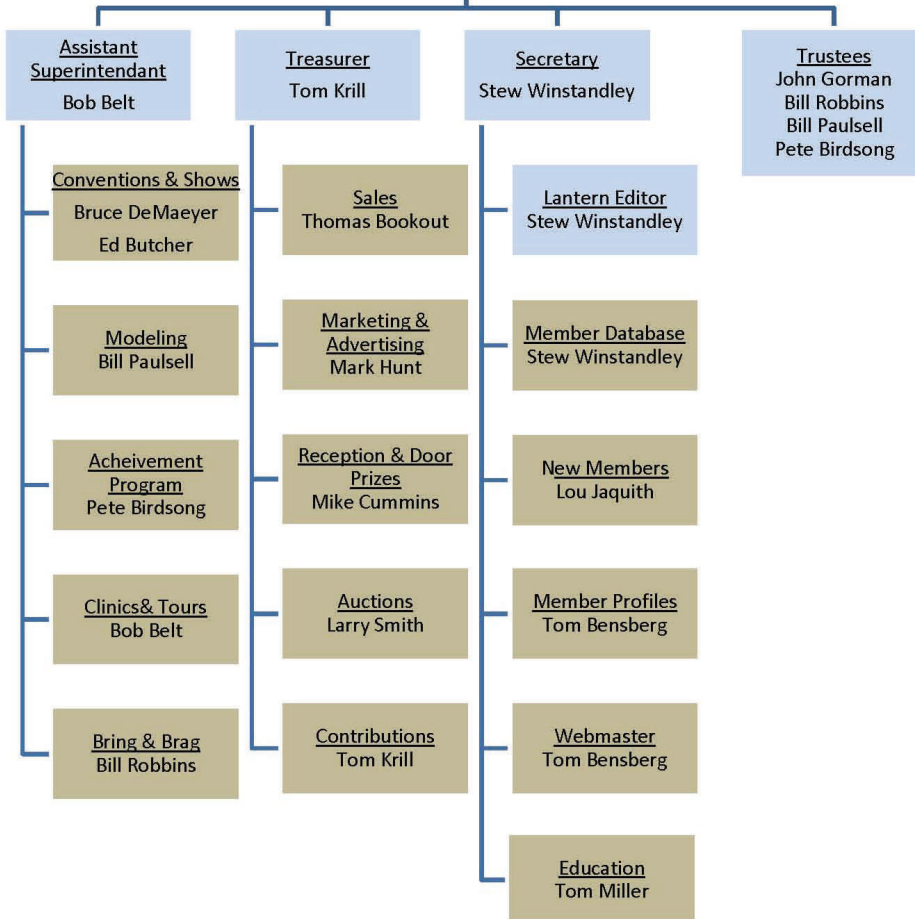 Assistant
Superintendant
Bob Belt
Treasurer
Tom Krill
Secretary
Stew Winstandley
Trustees
John Gorman
Bill Robbins
Bill Paulsell
Pete Birdsong
Conventions & Shows
Bruce DeMaeyer
Ed Butcher
Modeling
Bill Paulsell
Acheivement
Program
Pete Birdsong
Clinics& Tours
Bob Belt
Bring & Brag
Bill Robbins
Sales
Thomas Bookout
Marketing &
Advertising
Mark Hunt
Reception & Door
Prizes
Mike Cummins
Auctions
Larry Smith
Contributions
Tom Krill
Lantern Editor
Stew Winstandley
Member Database
Stew Winstandley
New Members
Lou Jaquith
Member Profiles
Tom Bensberg
Webmaster
Tom Bensberg
Education
Tom Miller